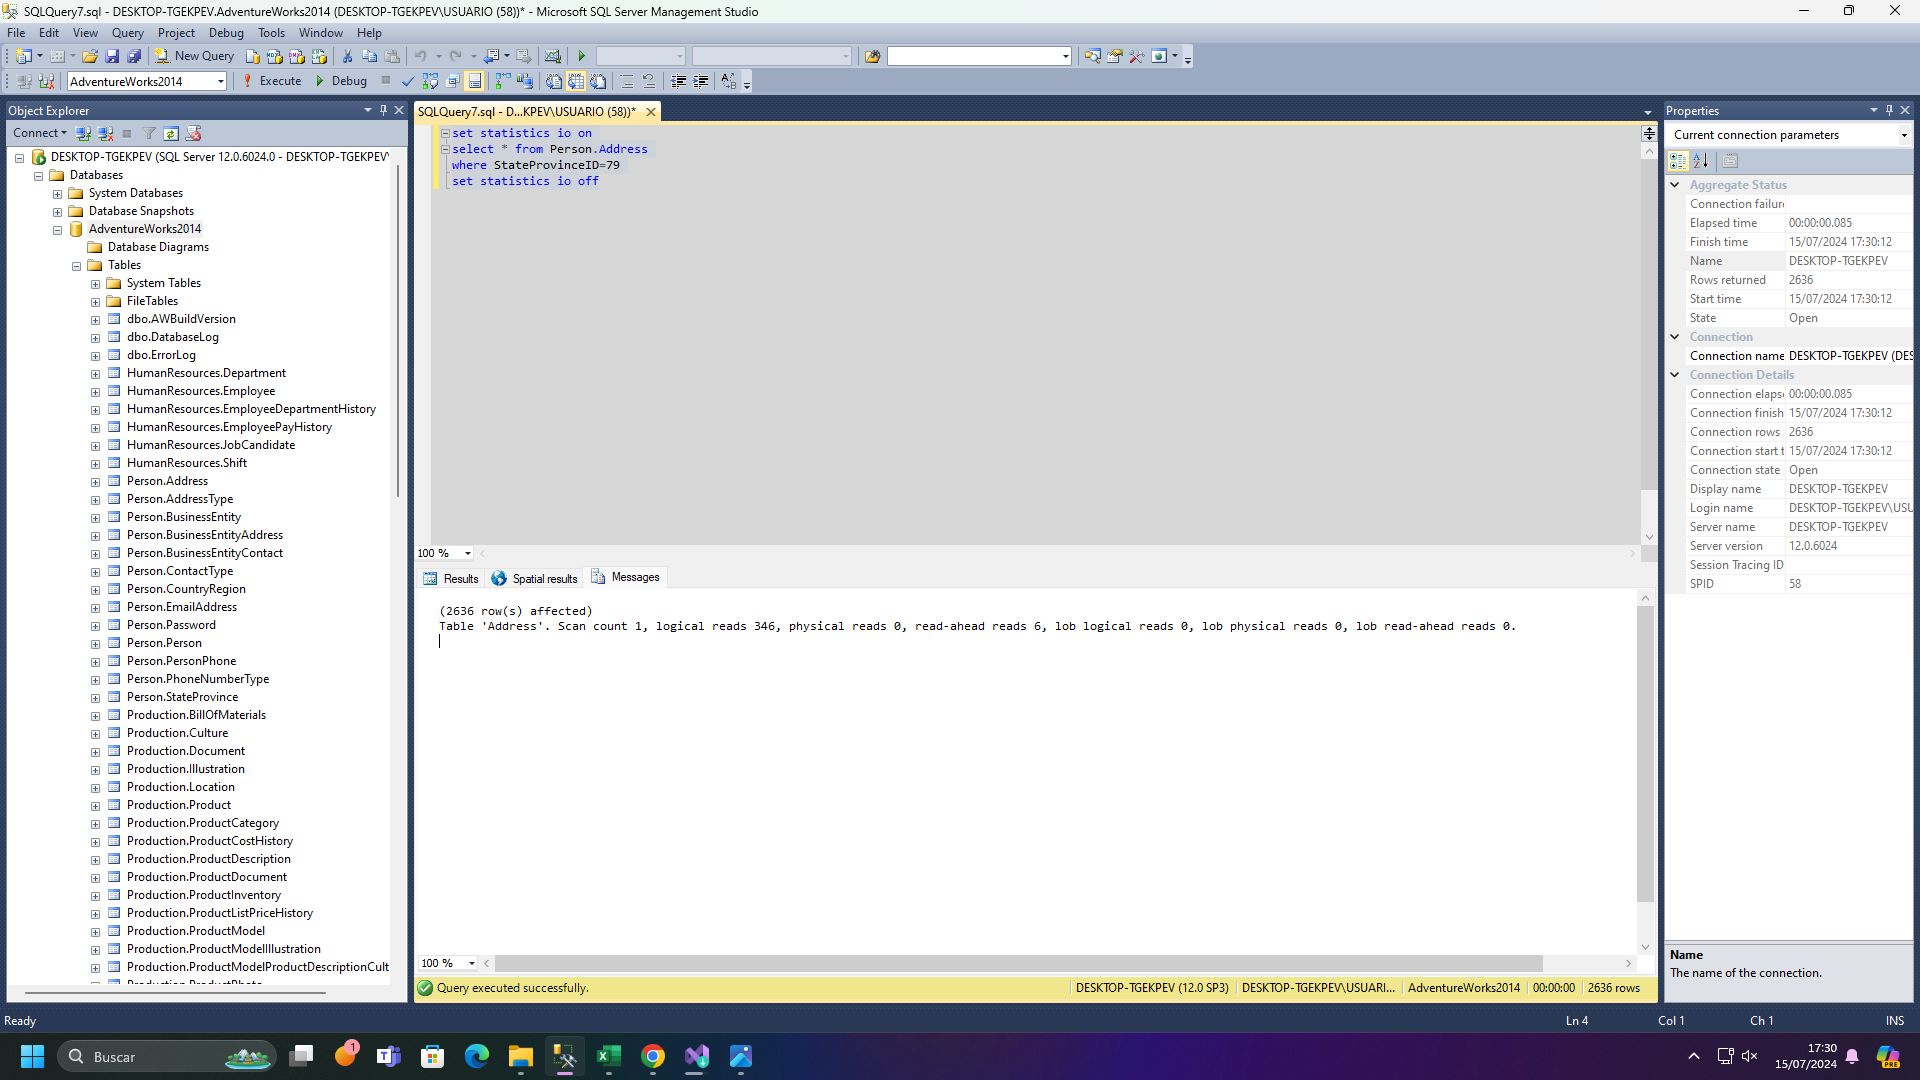 SQLQuery7.sql - DESKTOP-TGEKPEV.AdventureWorks2014 (DESKTOP-TGEKPEV\USUARIO (58))* - Microsoft SQL Server Management Studio
File Edit View Query Project Debug Tools Window Help
New Query
AdventureWorks2014 Execute Debug
Object Explorer
Connect
DESKTOP-TGEKPEV (SQL Server 12.0.6024.0 - DESKTOP-TGEKPEV\
Databases
System Databases
Database Snapshots
AdventureWorks2014
Database Diagrams
Tables
System Tables
FileTables
dbo.AWBuildVersion
dbo.DatabaseLog
dbo.ErrorLog
HumanResources.Department
HumanResources.Employee
HumanResources.EmployeeDepartmentHistory
HumanResources.EmployeePayHistory
HumanResources.JobCandidate
HumanResources.Shift
Person.Address
Person.AddressType
Person.BusinessEntity
Person.BusinessEntityAddress
Person.BusinessEntityContact
Person.ContactType
Person.CountryRegion
Person.EmailAddress
Person.Password
Person.Person
Person.PersonPhone
Person.PhoneNumberType
Person.StateProvince
Production.BillOfMaterials
Production.Culture
Production.Document
Production.Illustration
Production.Location
Production.Product
Production.ProductCategory
Production.ProductCostHistory
Production.ProductDescription
Production.ProductDocument
Production.ProductInventory
Production.ProductListPriceHistory
Production.ProductModel
Production.ProductModelIllustration
Production.ProductModelProductDescriptionCult
SQLQuery7.sql - D...KPEV\USUARIO (58))*
set statistics io on
select * from Person.Address
where StateProvinceID=79
set statistics io off
100 %
Results Spatial results Messages
(2636 row(s) affected)
Table 'Address'. Scan count 1, logical reads 346, physical reads 0, read-ahead reads 6, lob logical reads 0, lob physical reads 0, lob read-ahead reads 0.
100 %
Query executed successfully. DESKTOP-TGEKPEV (12.0 SP3) DESKTOP-TGEKPEV\USUARI... AdventureWorks2014 00:00:00 2636 rows
Properties
Current connection parameters
Aggregate Status
Connection failure
Elapsed time 00:00:00.085
Finish time 15/07/2024 17:30:12
Name DESKTOP-TGEKPEV
Rows returned 2636
Start time 15/07/2024 17:30:12
State Open
Connection
Connection name DESKTOP-TGEKPEV (DES
Connection Details
Connection elapse 00:00:00.085
Connection finish 15/07/2024 17:30:12
Connection rows 2636
Connection start t 15/07/2024 17:30:12
Connection state Open
Display name DESKTOP-TGEKPEV
Login name DESKTOP-TGEKPEV\USU
Server name DESKTOP-TGEKPEV
Server version 12.0.6024
Session Tracing ID
SPID 58
Name
The name of the connection.
Ready Ln 4 Col 1 Ch 1 INS
Buscar
1
17:30
15/07/2024
PRE